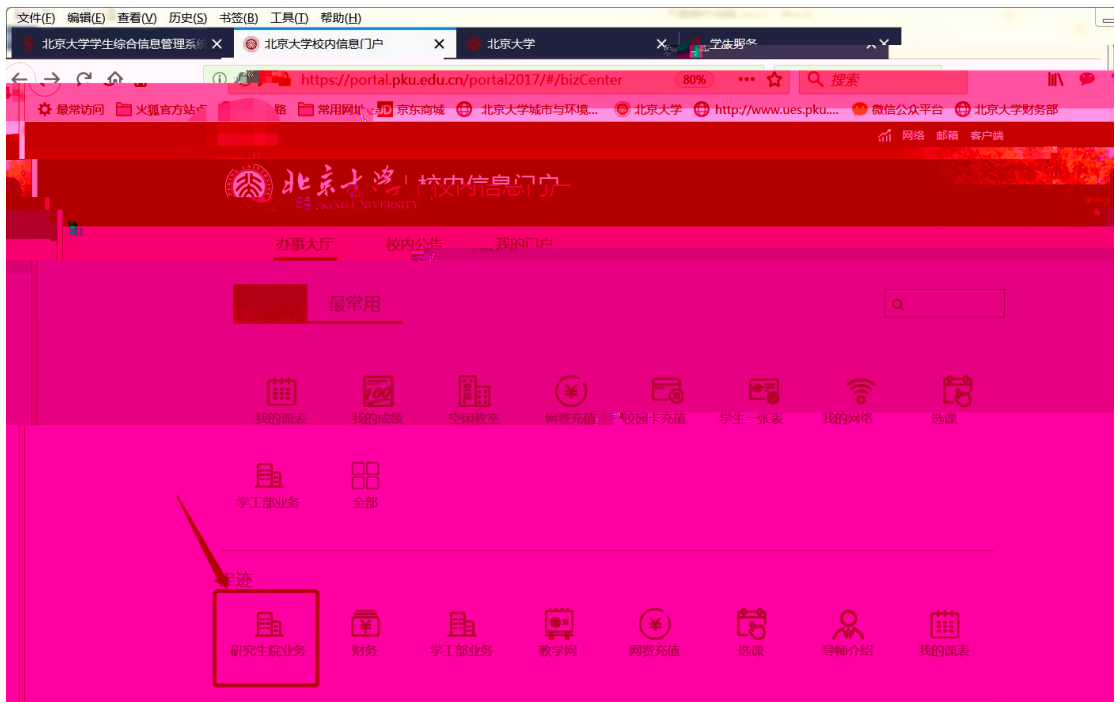 文件(F) 编辑(E) 查看(V) 历史(S) 书签(B) 工具(T) 帮助(H)
北京大学学生综合信息管理系统 北京大学校内信息门户 北京大学
https://portal.pku.edu.cn/portal2017/#/bizCenter 80% 搜索
最常访问 火狐官方站点 常用网址 JD 京东商城 北京大学城市与环境... 北京大学 http://www.ues.pku.... 微信公众平台 北京大学财务部
网络 邮箱 客户端
北京大学 校内信息门户
办事大厅 校内公告 我的门户
最常用
我的课表 我的成绩 空闲教室 网费充值 校园卡充值 学生一张表 我的网络 选课
学工部业务 全部
足迹
研究生院业务 财务 学工部业务 教学网 网费充值 选课 导师介绍 我的课表